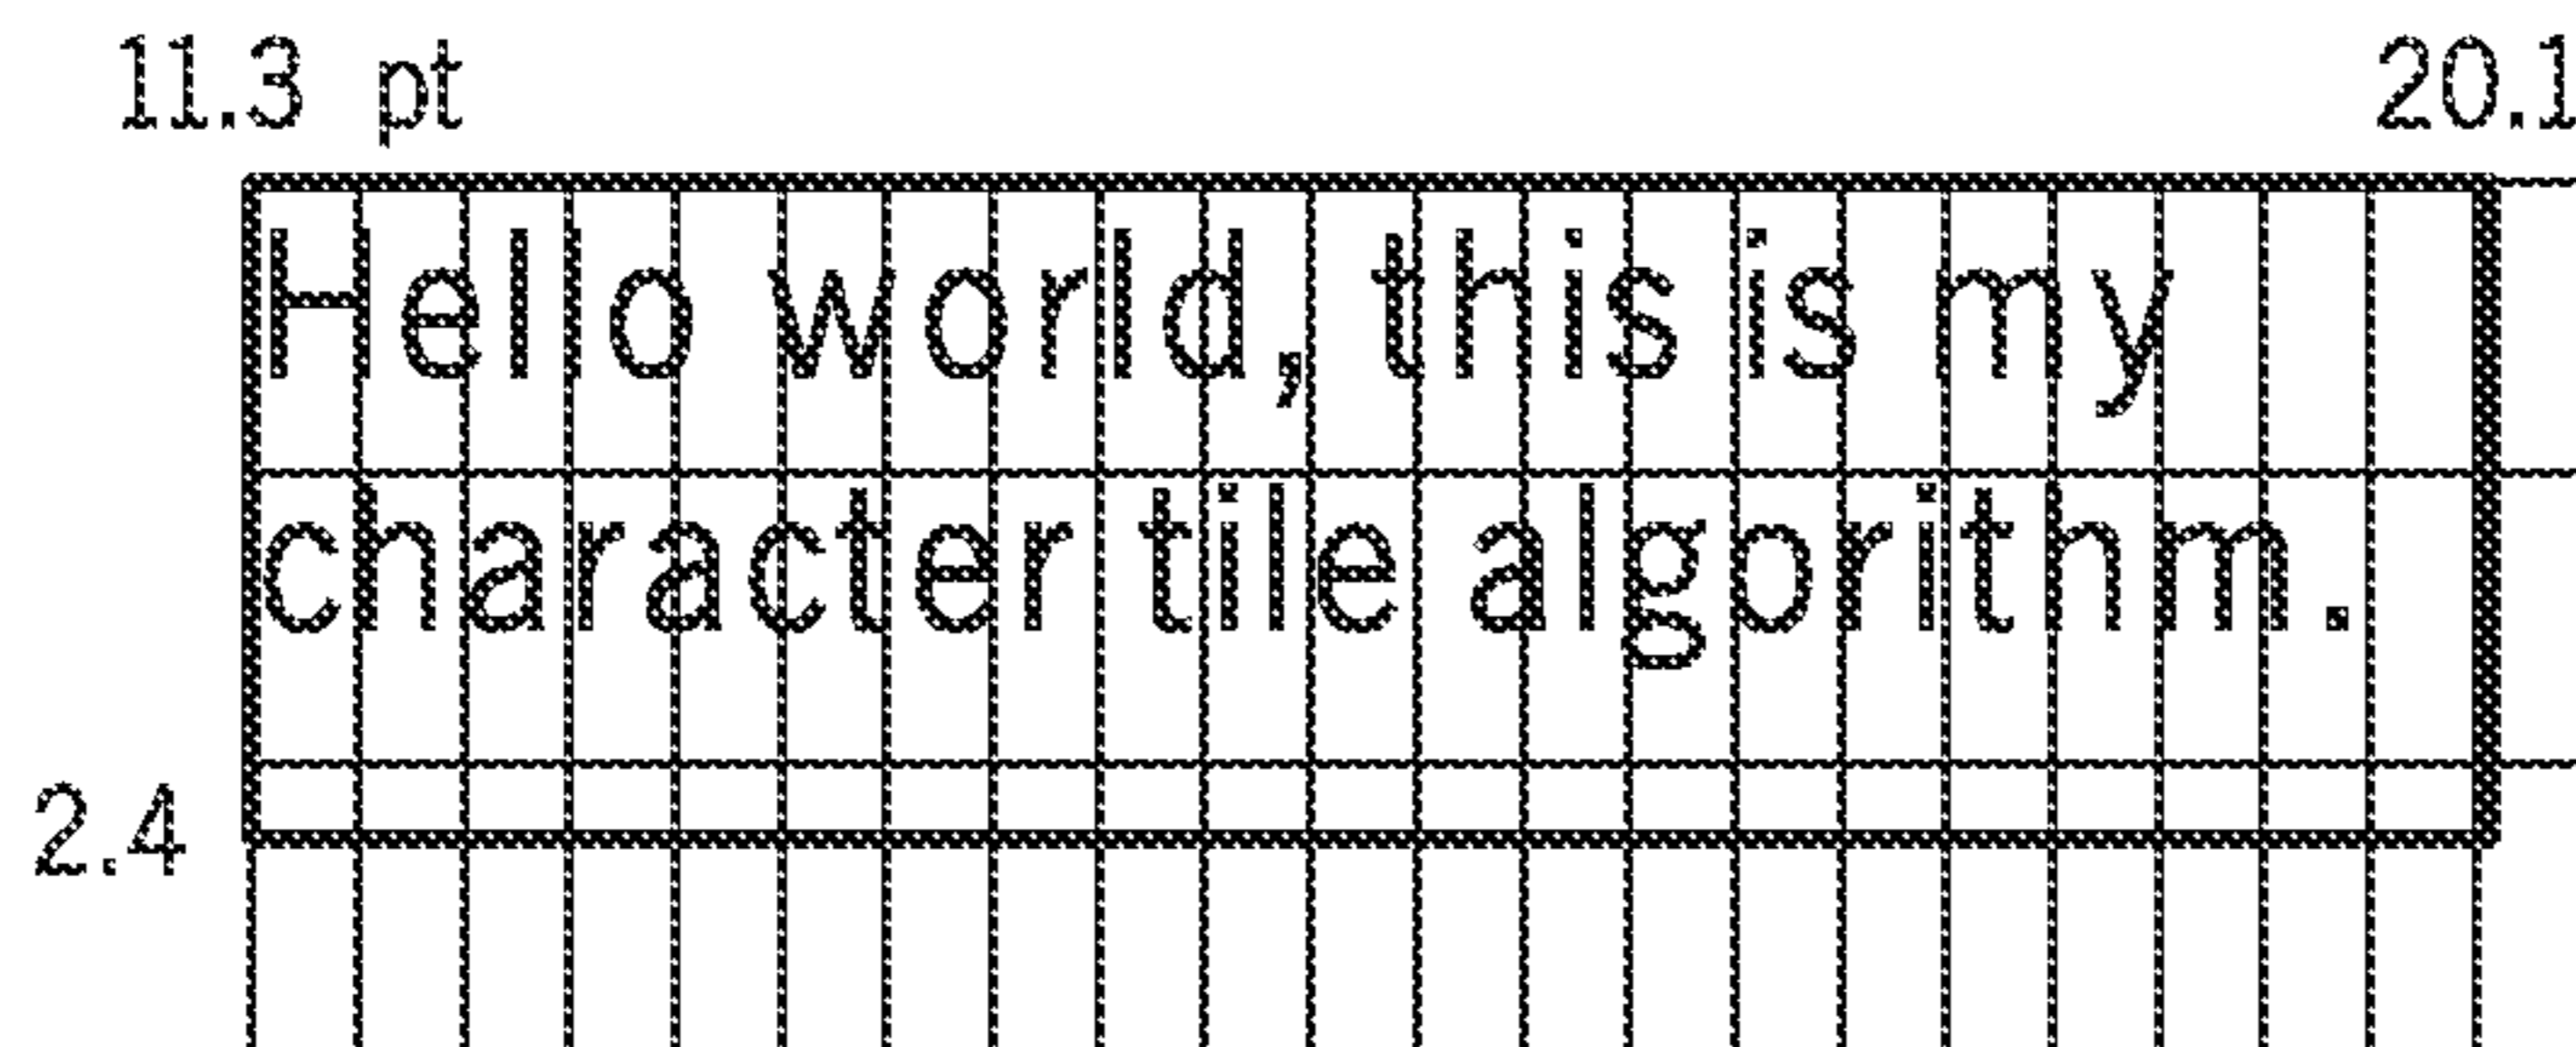 11.3 pt 20.1
Hello world, this is my
character tile algorithm.
2.4